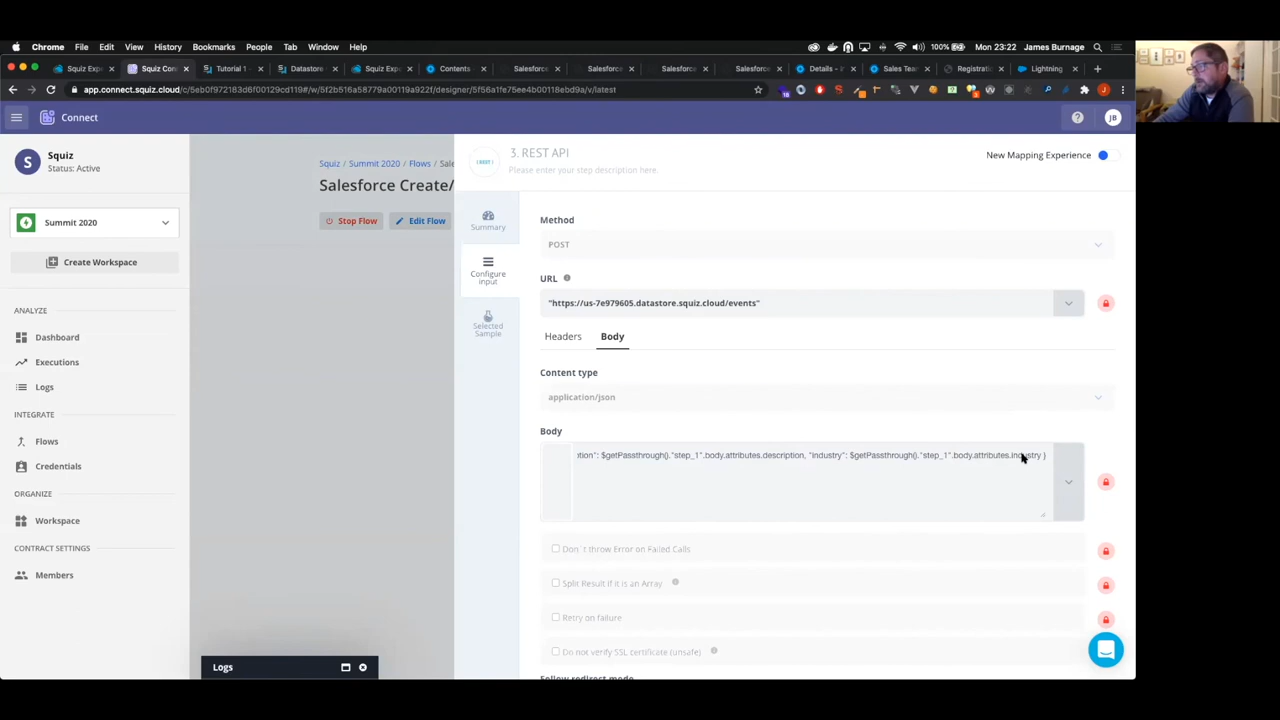 Chrome File Edit View History Bookmarks People Tab Window Help 100% Mon 23:22 James Burnage
Squiz Exp Squiz Con Tutorial 1 Datastore Squiz Exp Contents Salesforce Salesforce Salesforce Salesforce Details – Sales Team Registrati Lightning
app.connect.squiz.cloud/c/5eb0f972183d6f00129cd119#/w/5f2b516a58779a00119a922f/designer/5f56a1fe75ee4b00118ebd9a/v/latest
Connect
JB
S
Squiz
Status: Active
Summit 2020
Create Workspace
ANALYZE
Dashboard
Executions
Logs
INTEGRATE
Flows
Credentials
ORGANIZE
Workspace
CONTRACT SETTINGS
Members
Squiz / Summit 2020 / Flows /
Salesforce Create/
Stop Flow
Edit Flow
{ REST }
3. REST API
Please enter your step description here.
New Mapping Experience
Summary
Configure input
Selected Sample
Method
POST
URL
"https://us-7e979605.datastore.squiz.cloud/events"
Headers
Body
Content type
application/json
Body
tion": $getPassthrough()."step_1".body.attributes.description, "industry": $getPassthrough()."step_1".body.attributes.industry }
Don`t throw Error on Failed Calls
Split Result if it is an Array
Retry on failure
Do not verify SSL certificate (unsafe)
Follow redirect mode
Logs